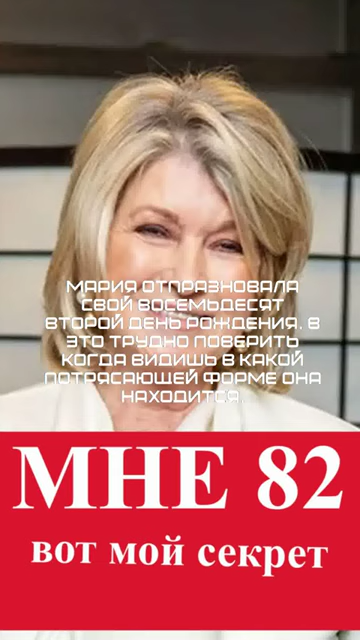 МАРИЯ ОТПРАЗНОВАЛА
СВОЙ ВОСЕМЬДЕСЯТ
ВТОРОЙ ДЕНЬ РОЖДЕНИЯ. В
ЭТО ТРУДНО ПОВЕРИТЬ
КОГДА ВИДИШЬ В КАКОЙ
ПОТРЯСАЮЩЕЙ ФОРМЕ ОНА
НАХОДИТСЯ.
МНЕ 82
вот мой секрет